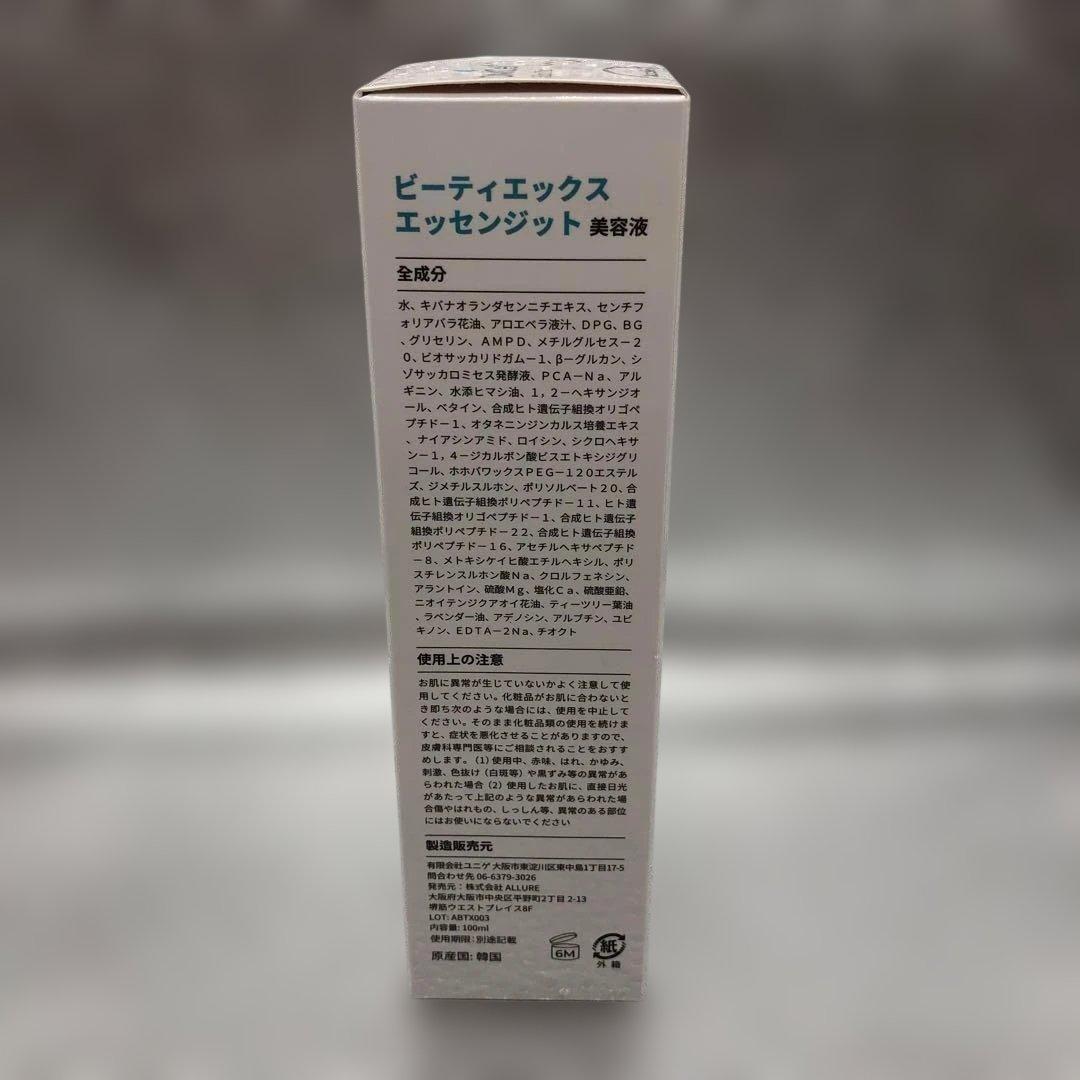 ビーティエックス
エッセンジット 美容液
全成分
水、キバナオランダセンニチエキス、センチフ
ォリアバラ花油、アロエベラ液汁、DPG、BG
、グリセリン、AMPD、メチルグルセス－2
0、ビオサッカリドガム－1、β－グルカン、シ
ゾサッカロミセス発酵液、PCA－Na、アル
ギニン、水添ヒマシ油、1，2－ヘキサンジオ
ール、ベタイン、合成ヒト遺伝子組換オリゴペ
プチド－1、オタネニンジンカルス培養エキス
、ナイアシンアミド、ロイシン、シクロヘキサ
ン－1，4－ジカルボン酸ビスエトキシジグリ
コール、ホホバワックスPEG－120エステル
ズ、ジメチルスルホン、ポリソルベート20、合
成ヒト遺伝子組換ポリペプチド－11、ヒト遺
伝子組換オリゴペプチド－1、合成ヒト遺伝子
組換ポリペプチド－22、合成ヒト遺伝子組換
ポリペプチド－16、アセチルヘキサペプチド
－8、メトキシケイヒ酸エチルヘキシル、ポリ
スチレンスルホン酸Na、クロルフェネシン、
アラントイン、硫酸Mg、塩化Ca、硫酸亜鉛、
ニオイテンジクアオイ花油、ティーツリー葉油
、ラベンダー油、アデノシン、アルブチン、ユビ
キノン、EDTA－2Na、チオクト
使用上の注意
お肌に異常が生じていないかよく注意して使
用してください。化粧品がお肌に合わないと
き即ち次のような場合には、使用を中止して
ください。そのまま化粧品類の使用を続けま
すと、症状を悪化させることがありますので、
皮膚科専門医等にご相談されることをおすす
めします。(1)使用中、赤味、はれ、かゆみ、
刺激、色抜け(白斑等)や黒ずみ等の異常があ
らわれた場合(2)使用したお肌に、直接日光
があたって上記のような異常があらわれた場
合傷やはれもの、しっしん等、異常のある部位
にはお使いにならないでください
製造販売元
有限会社ユニゲ 大阪市東淀川区東中島1丁目17-5
問合わせ先 06-6379-3026
発売元：株式会社 ALLURE
大阪府大阪市中央区平野町2丁目 2-13
堺筋ウエストプレイス8F
LOT: ABTX003
内容量: 100ml
使用期限：別途記載
原産国: 韓国
6M
紙
外箱